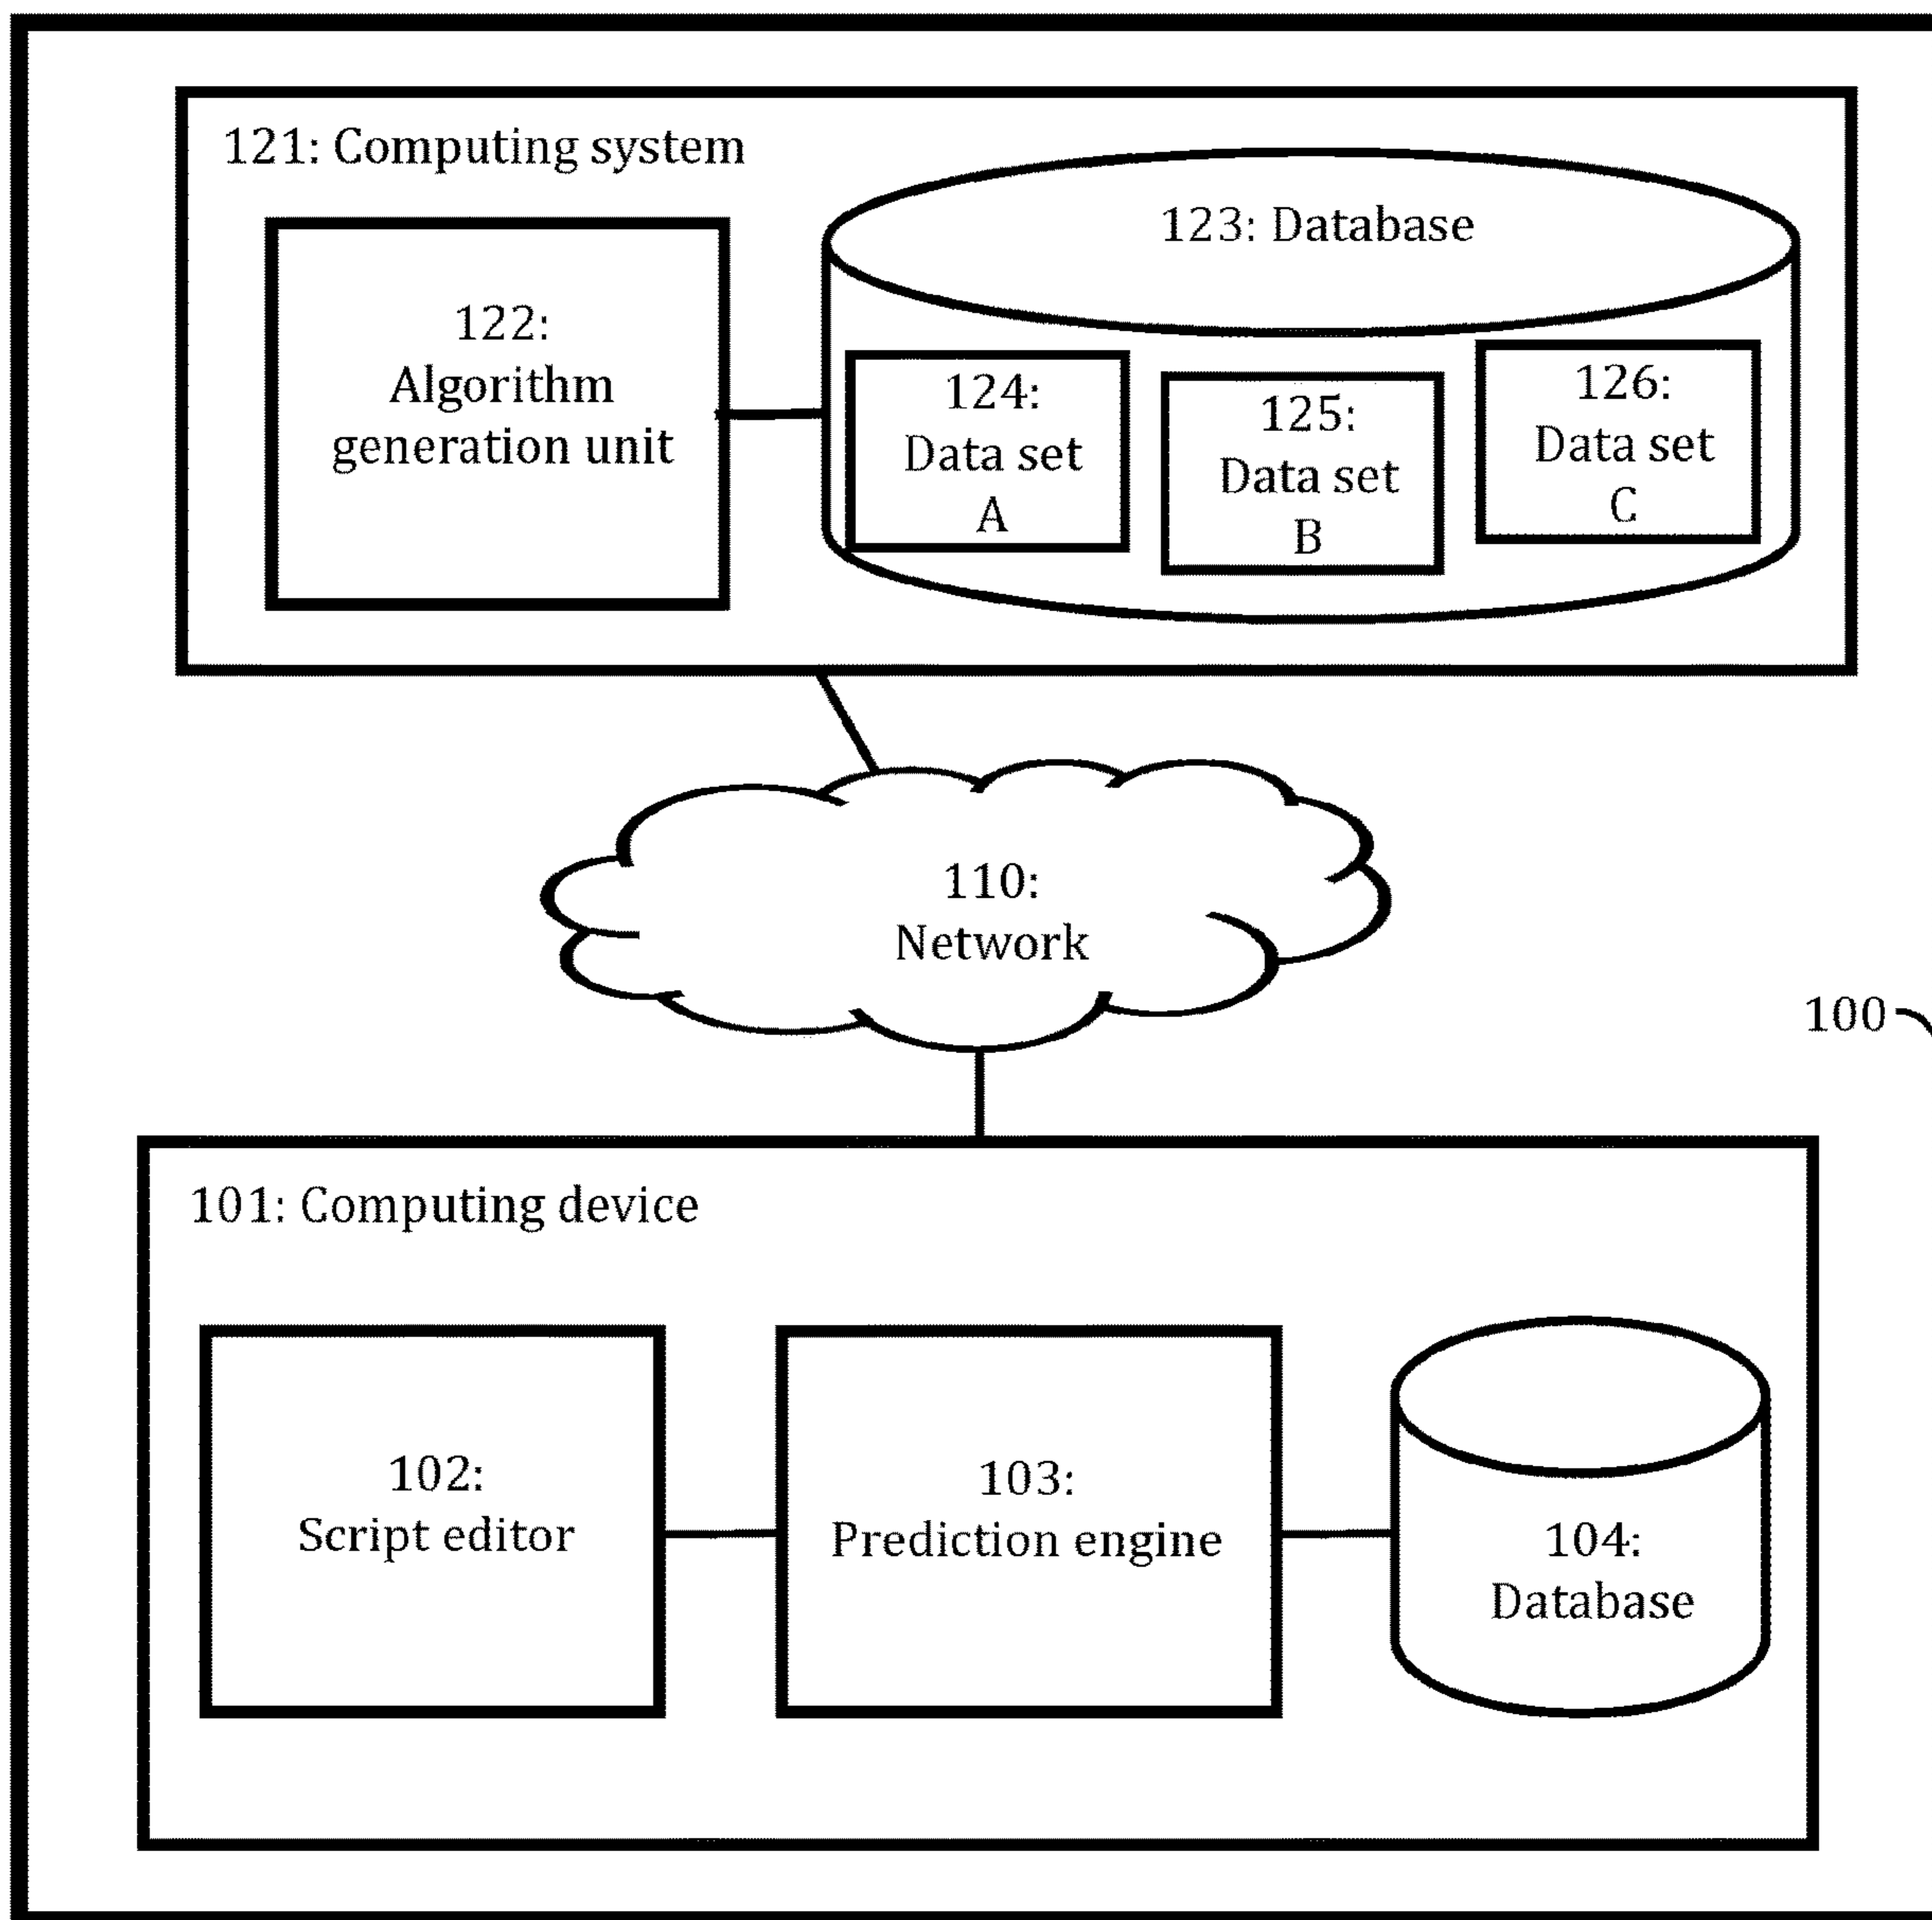 121: Computing system
123: Database
122:
Algorithm
generation unit
124:
Data set
A
125:
Data set
B
126:
Data set
C
110:
Network
100
101: Computing device
102:
Script editor
103:
Prediction engine
104:
Database